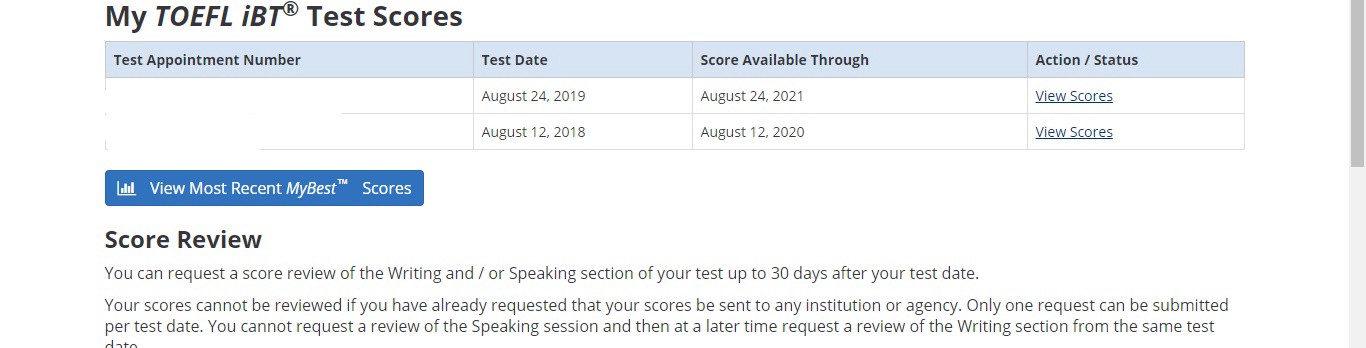 My TOEFL iBT® Test Scores
Test Appointment Number Test Date Score Available Through Action / Status
August 24, 2019 August 24, 2021 View Scores
August 12, 2018 August 12, 2020 View Scores
View Most Recent MyBest™ Scores
Score Review
You can request a score review of the Writing and / or Speaking section of your test up to 30 days after your test date.
Your scores cannot be reviewed if you have already requested that your scores be sent to any institution or agency. Only one request can be submitted
per test date. You cannot request a review of the Speaking session and then at a later time request a review of the Writing section from the same test
date.